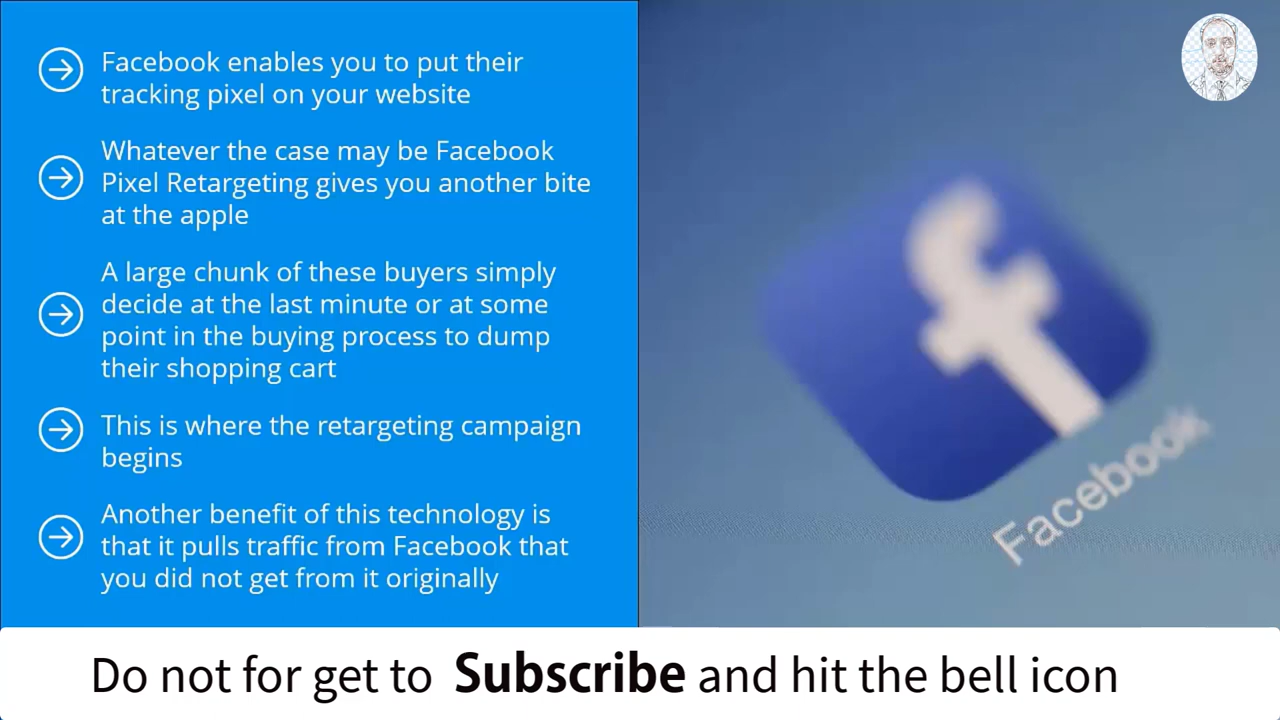 Facebook enables you to put their
tracking pixel on your website
Whatever the case may be Facebook
Pixel Retargeting gives you another bite
at the apple
A large chunk of these buyers simply
decide at the last minute or at some
point in the buying process to dump
their shopping cart
This is where the retargeting campaign
begins
Another benefit of this technology is
that it pulls traffic from Facebook that
you did not get from it originally
Facebook
Do not for get to Subscribe and hit the bell icon